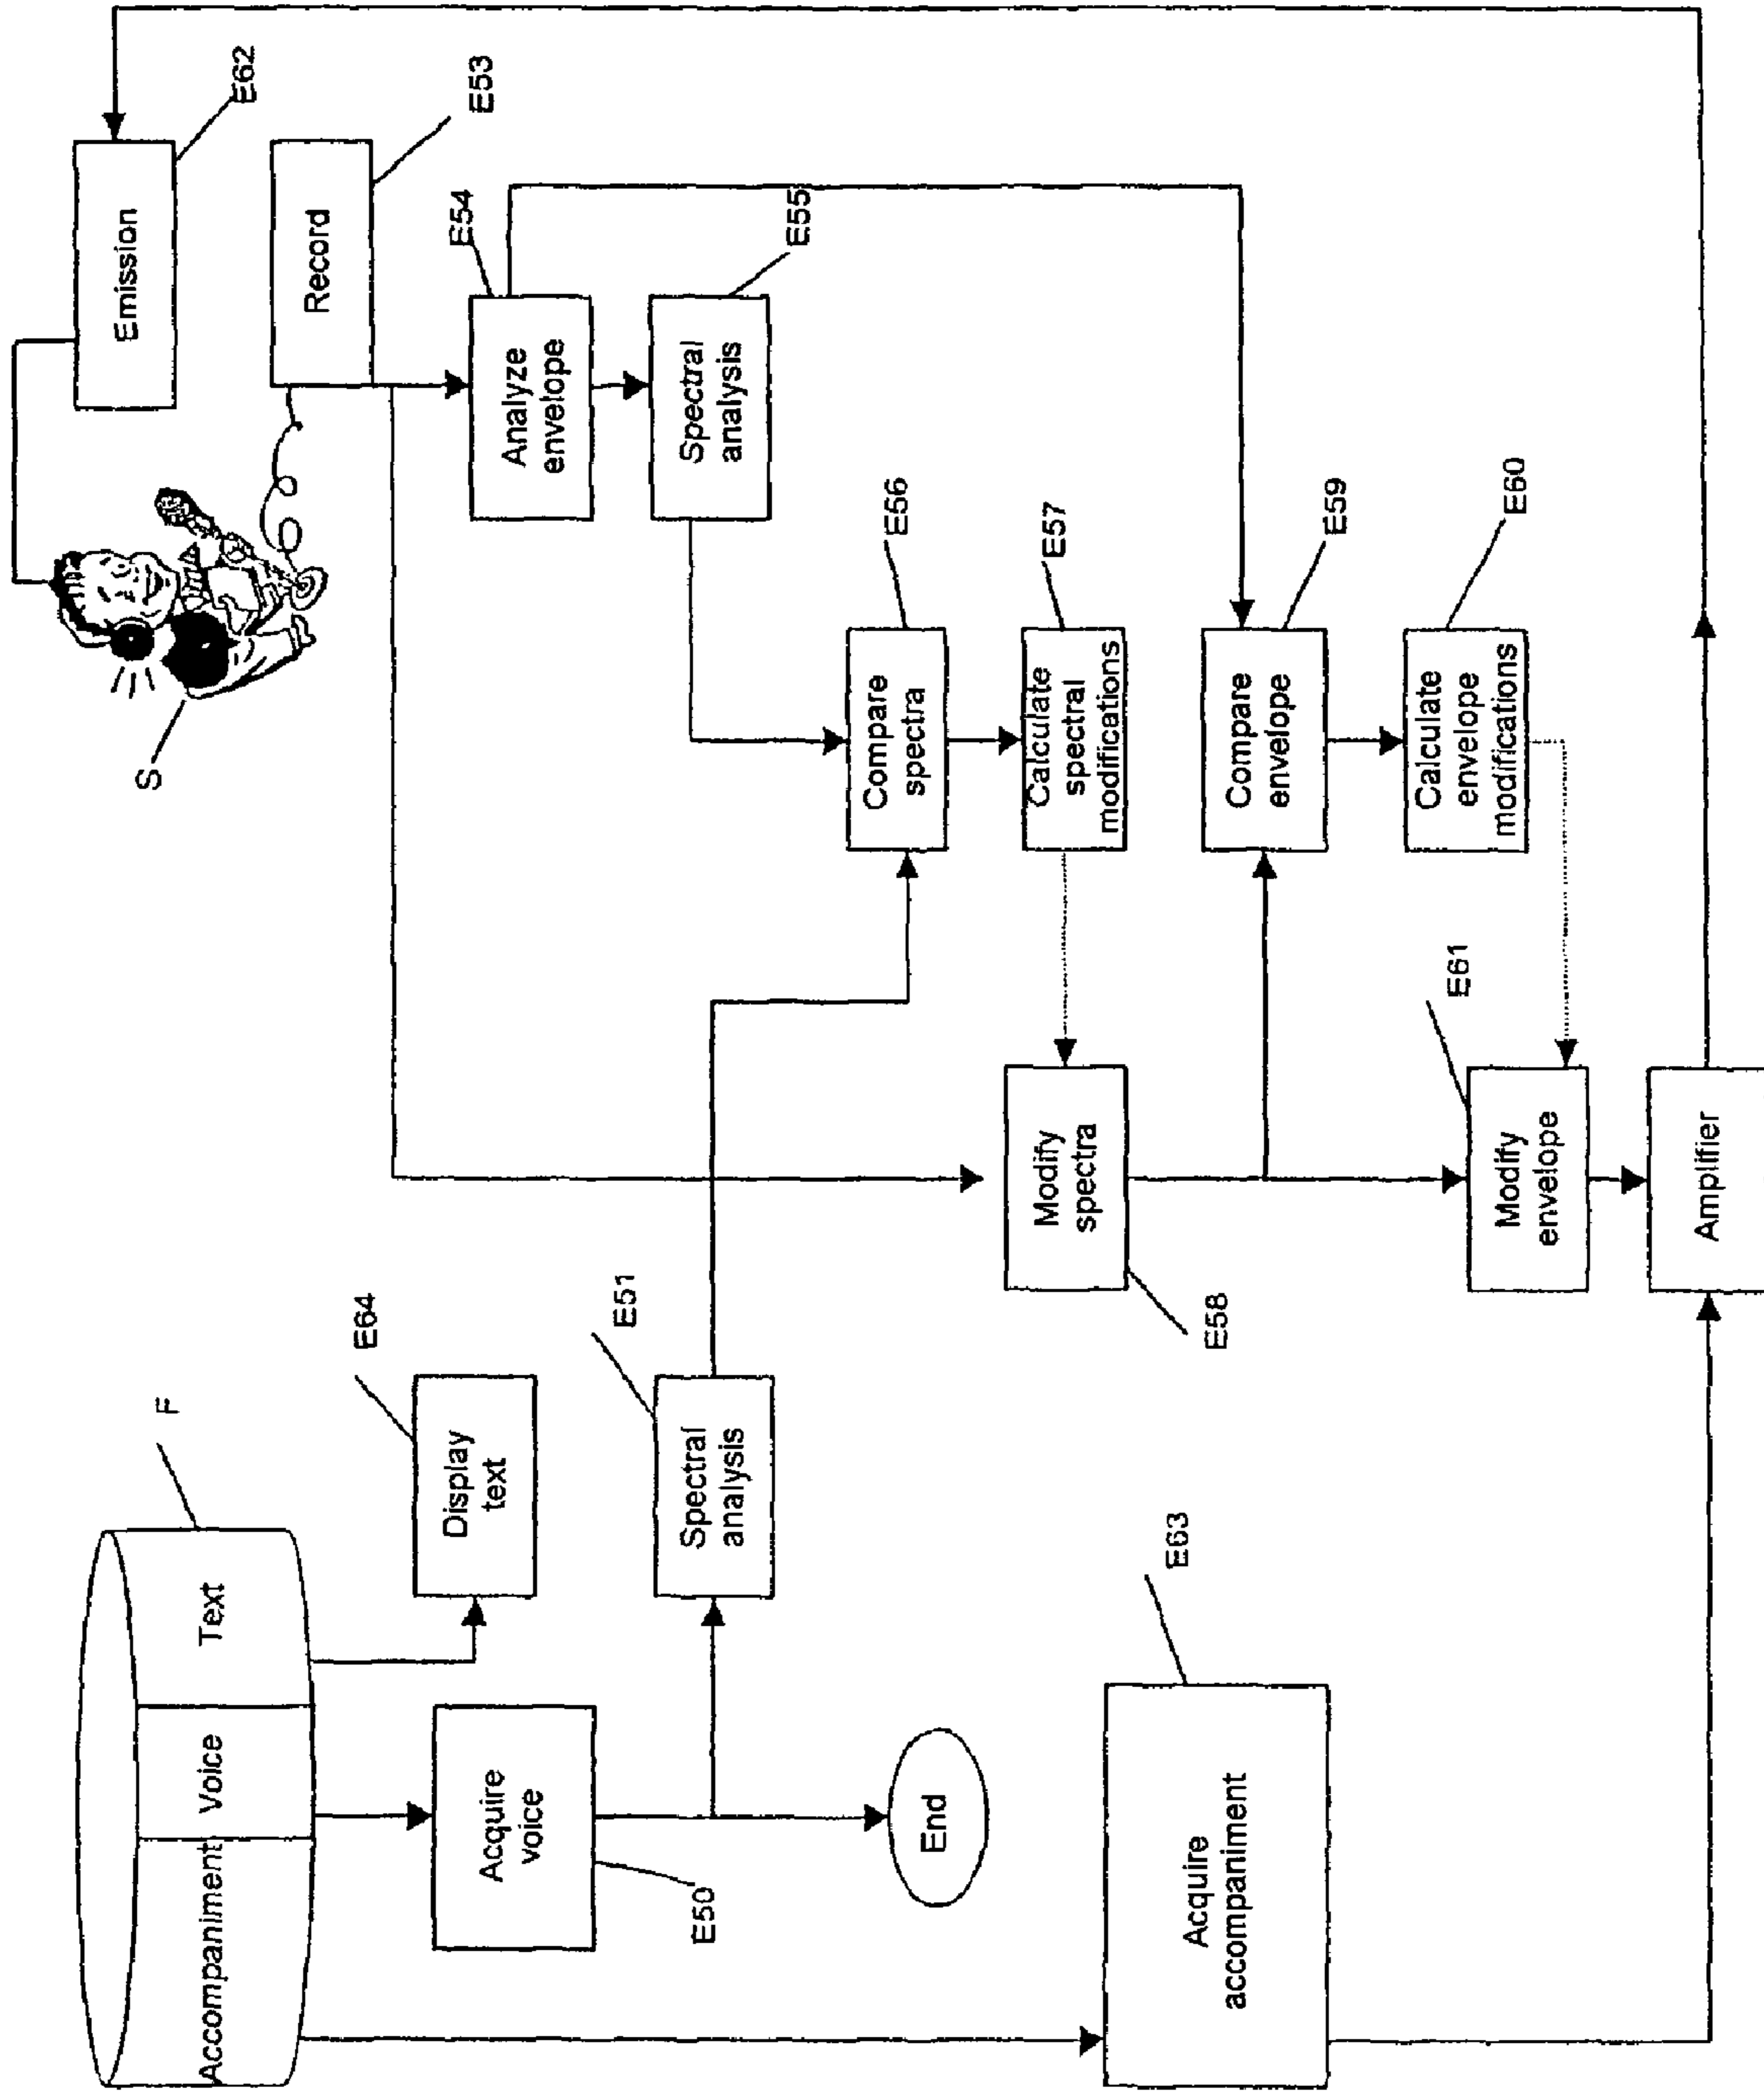 F
Accompaniment
Voice
Text
Acquire
voice
E50
Display
text
E64
Spectral
analysis
E51
End
Acquire
accompaniment
E63
S
Emission
E62
Record
E53
Analyze
envelope
E54
Spectral
analysis
E55
Compare
spectra
E56
Calculate
spectral
modifications
E57
Modify
spectra
E58
Compare
envelope
E59
Calculate
envelope
modifications
E60
Modify
envelope
E61
Amplifier